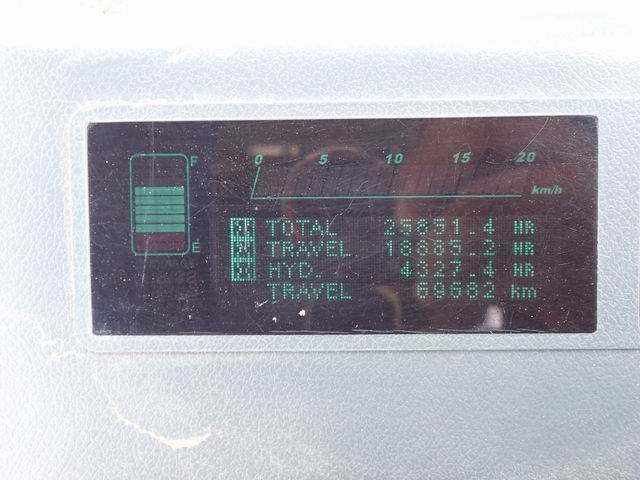 F
0 5 10 15 20
km/h
E
TOTAL 25851.4 HR
TRAVEL 18885.2 HR
HYD. 4327.4 HR
TRAVEL 69682 km